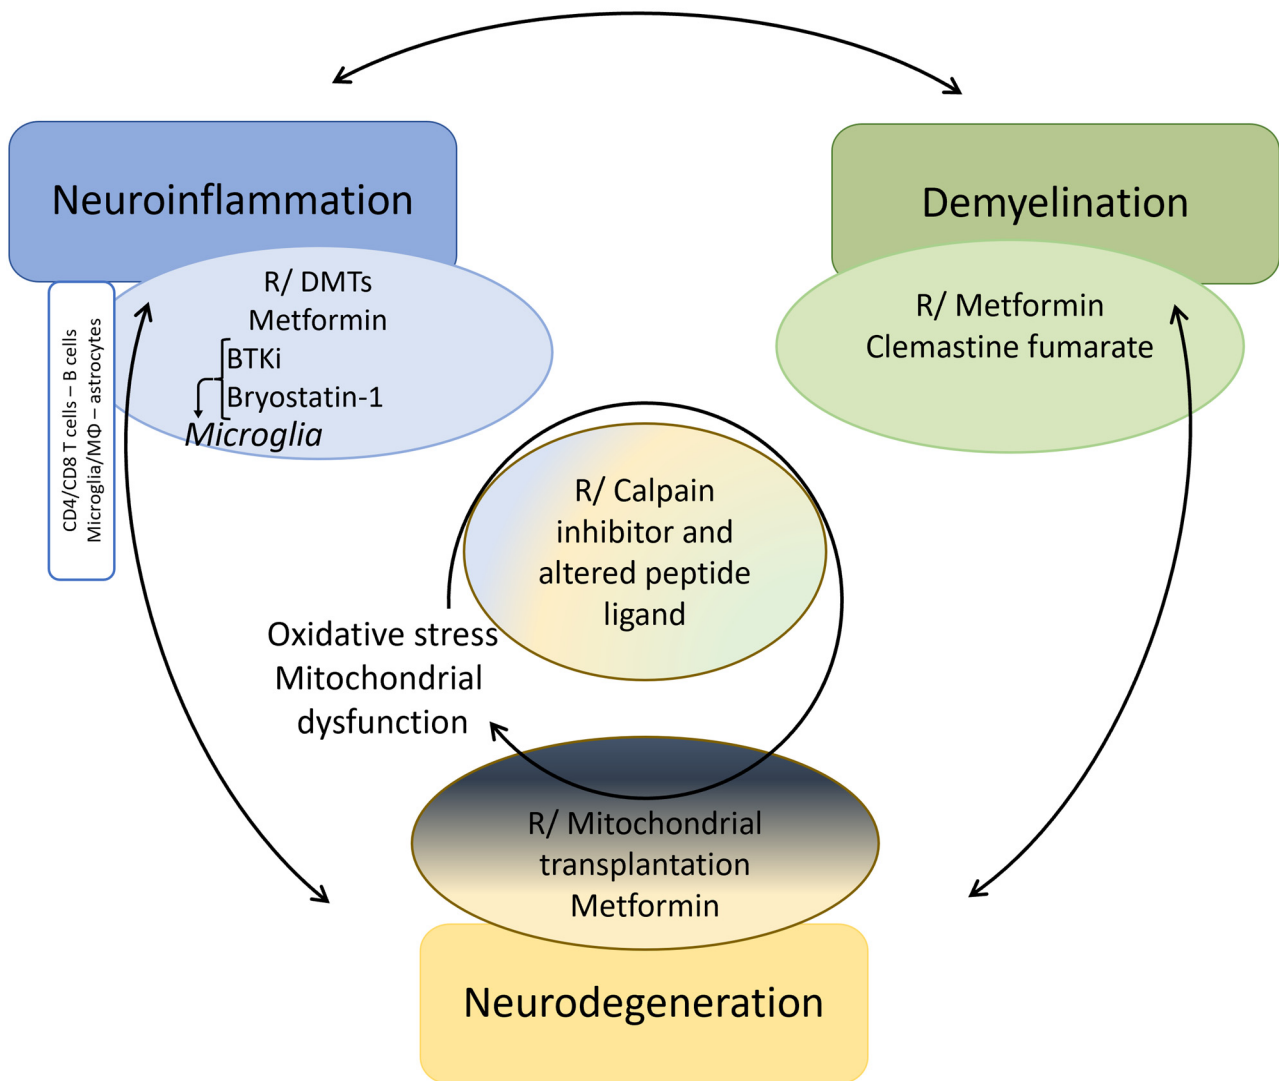 Neuroinflammation
Demyelination
R/ DMTs
Metformin
BTKi
Bryostatin-1
Microglia
CD4/CD8 T cells – B cells
Microglia/MΦ – astrocytes
R/ Metformin
Clemastine fumarate
R/ Calpain
inhibitor and
altered peptide
ligand
Oxidative stress
Mitochondrial
dysfunction
R/ Mitochondrial
transplantation
Metformin
Neurodegeneration